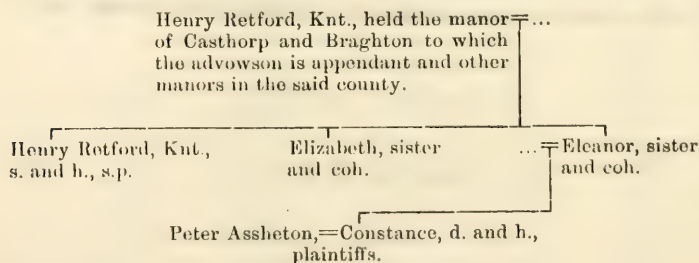 Henry Retford, Knt., held the manor=...
of Casthorp and Braghton to which
the advowson is appendant and other
manors in the said county.
Henry Retford, Knt., Elizabeth, sister ...=Eleanor, sister
s. and h., s.p. and coh. and coh.
Peter Assheton,=Constance, d. and h.,
plaintiffs.